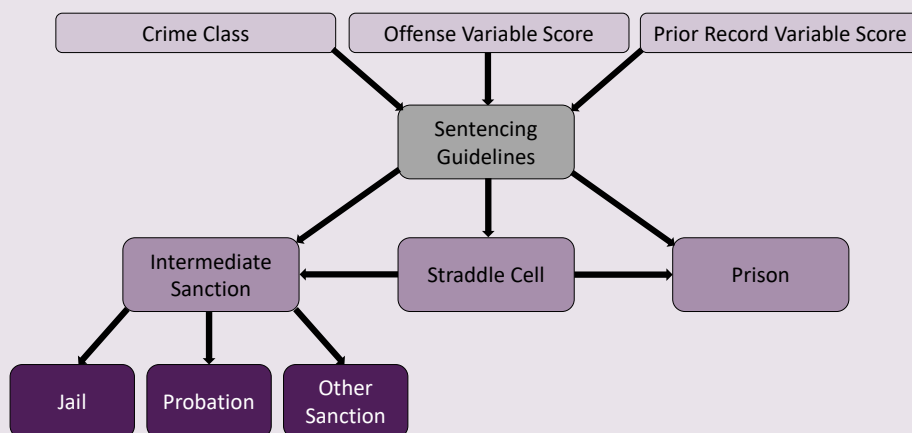 Crime Class
Offense Variable Score
Prior Record Variable Score
Sentencing
Guidelines
Intermediate
Sanction
Straddle Cell
Prison
Jail
Probation
Other
Sanction